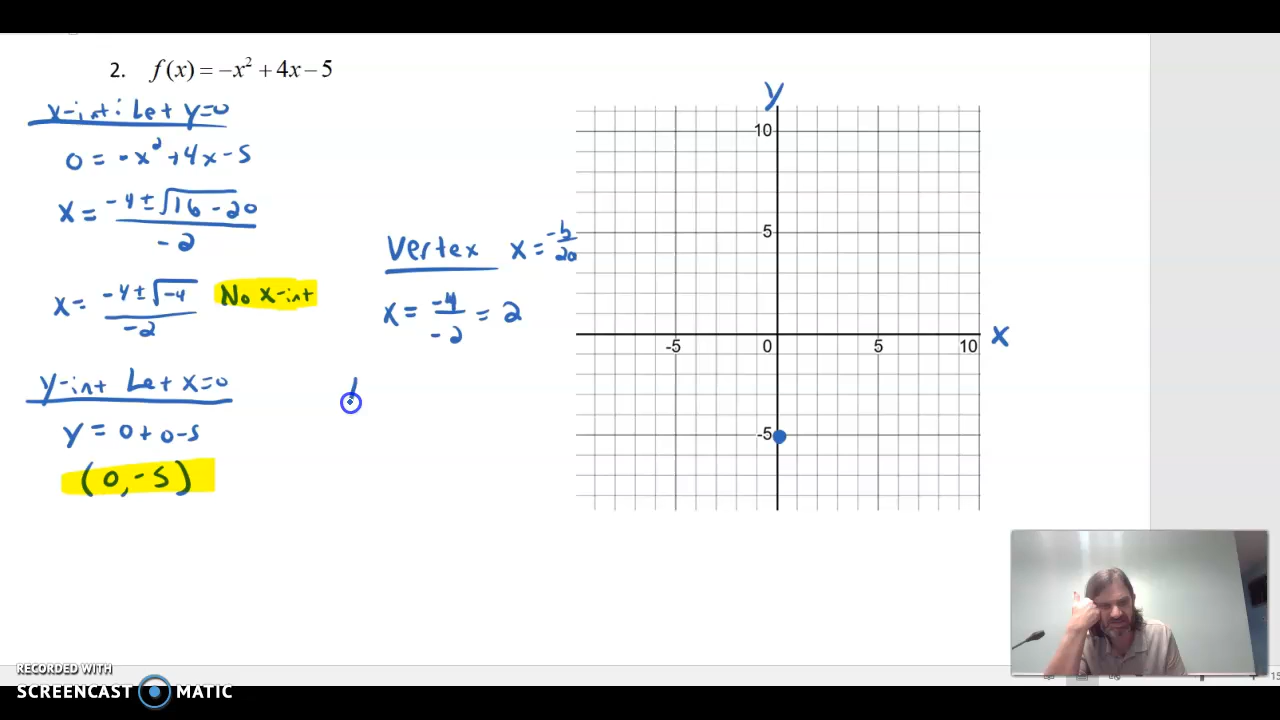 2. f(x) = −x² + 4x − 5
x-int: Let y=0
0 = -x² + 4x - 5
x = -4 ± √16 - 20 / -2
x = -4 ± √-4 / -2 No x-int
y-int Let x=0
y = 0 + 0 - 5
(0, -5)
Vertex x = -b / 2a
x = -4 / -2 = 2
y
10
5
-5 0 5 10 x
-5
RECORDED WITH
SCREENCAST MATIC